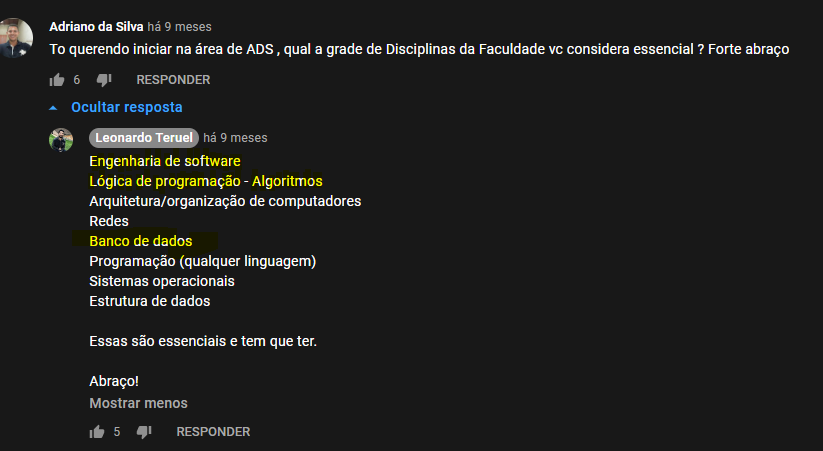 Adriano da Silva há 9 meses
To querendo iniciar na área de ADS , qual a grade de Disciplinas da Faculdade vc considera essencial ? Forte abraço
6 RESPONDER
Ocultar resposta
Leonardo Teruel há 9 meses
Engenharia de software
Lógica de programação - Algoritmos
Arquitetura/organização de computadores
Redes
Banco de dados
Programação (qualquer linguagem)
Sistemas operacionais
Estrutura de dados
Essas são essenciais e tem que ter.
Abraço!
Mostrar menos
5 RESPONDER